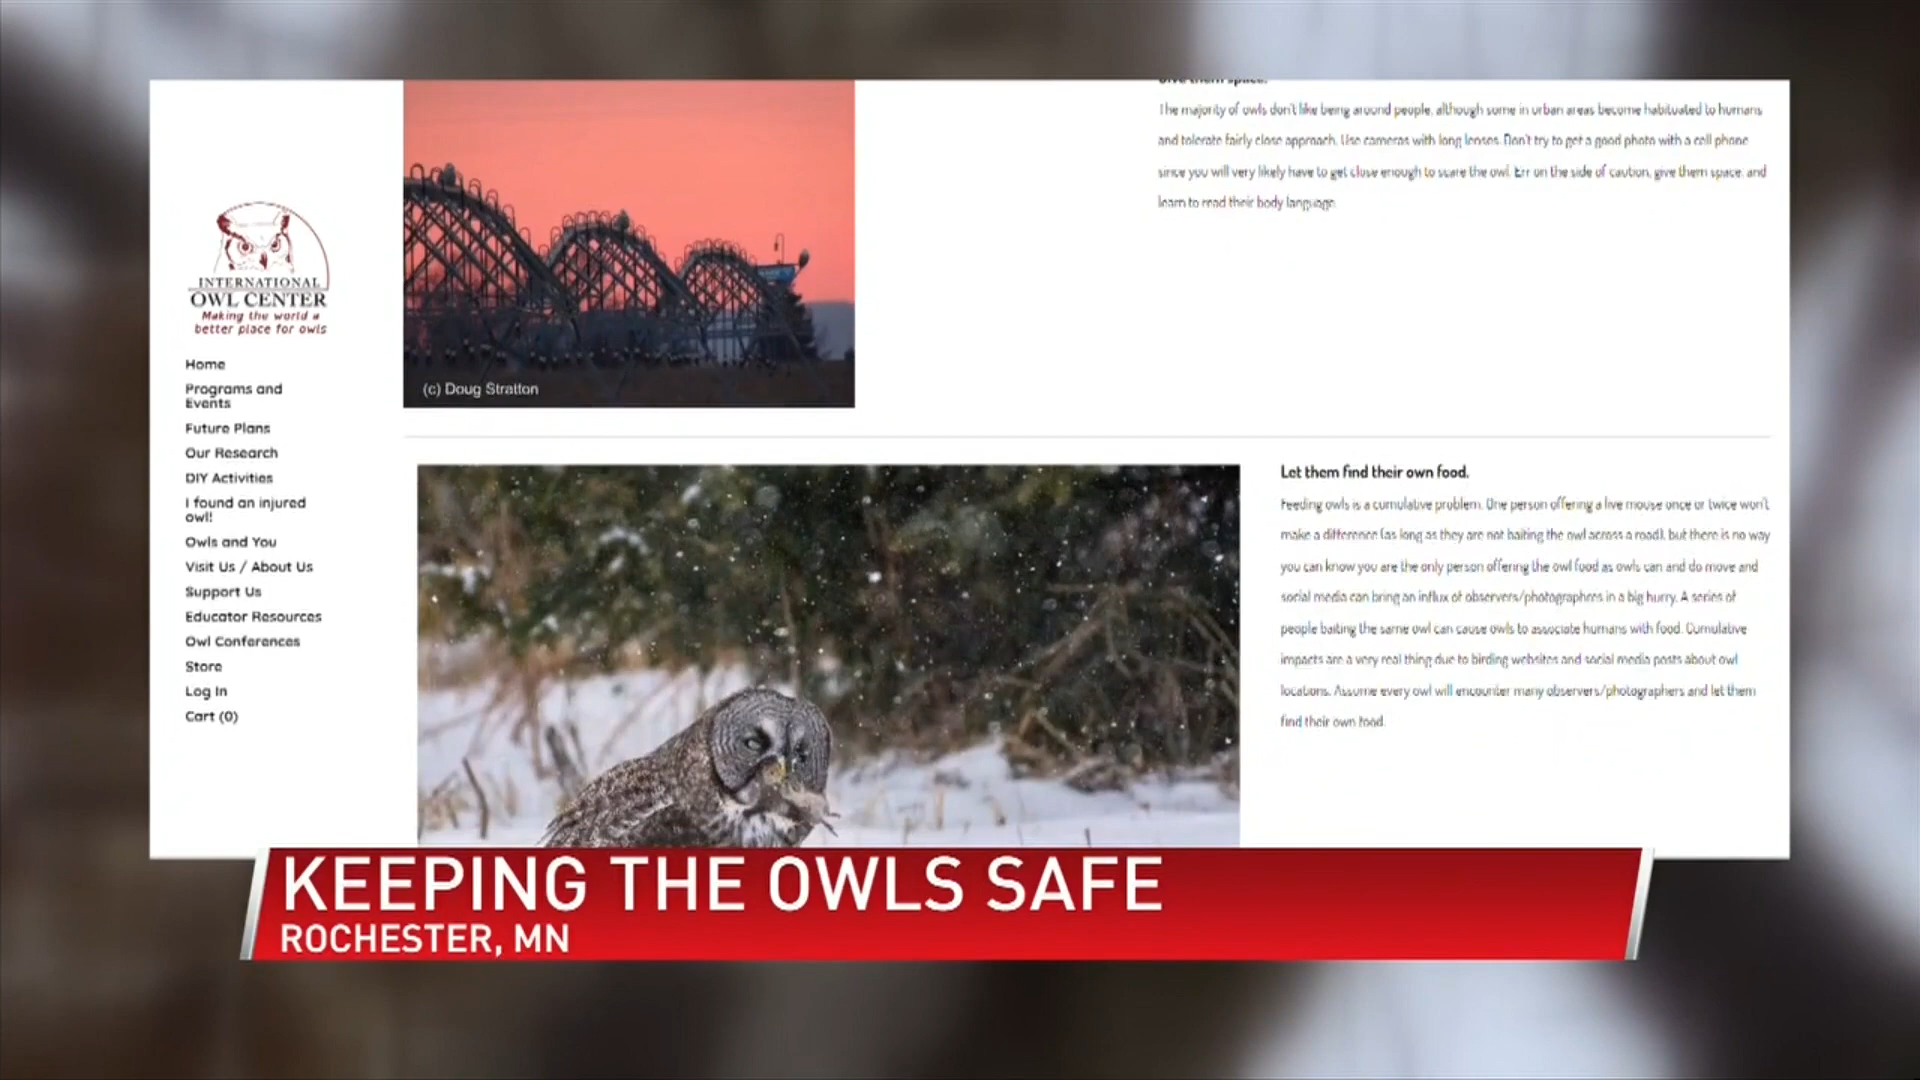 Give them space.
The majority of owls don't like being around people, although some in urban areas become habituated to humans
and tolerate fairly close approach. Use cameras with long lenses. Don't try to get a good photo with a cell phone
since you will very likely have to get close enough to scare the owl. Err on the side of caution, give them space, and
learn to read their body language.
(c) Doug Stratton
INTERNATIONAL
OWL CENTER
Making the world a
better place for owls
Home
Programs and
Events
Future Plans
Our Research
DIY Activities
I found an injured
owl!
Owls and You
Visit Us / About Us
Support Us
Educator Resources
Owl Conferences
Store
Log In
Cart (0)
Let them find their own food.
Feeding owls is a cumulative problem. One person offering a live mouse once or twice won't
make a difference (as long as they are not baiting the owl across a road), but there is no way
you can know you are the only person offering the owl food as owls can and do move and
social media can bring an influx of observers/photographres in a big hurry. A series of
people baiting the same owl can cause owls to associate humans with food. Cumulative
impacts are a very real thing due to birding websites and social media posts about owl
locations. Assume every owl will encounter many observers/photographers and let them
find their own food.
KEEPING THE OWLS SAFE
ROCHESTER, MN